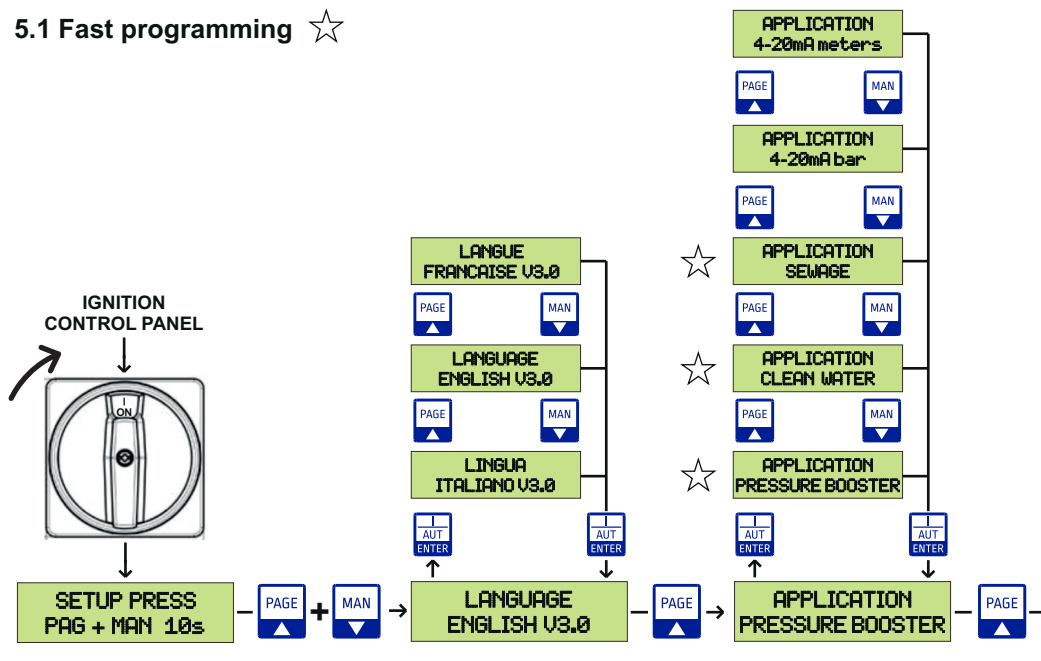 5.1 Fast programming
APPLICATION
4-20mA meters
PAGE
MAN
APPLICATION
4-20mA bar
PAGE
MAN
LANGUE
FRANCAISE V3.0
APPLICATION
SEWAGE
PAGE
MAN
PAGE
MAN
IGNITION
CONTROL PANEL
LANGUAGE
ENGLISH V3.0
APPLICATION
CLEAN WATER
I
ON
PAGE
MAN
PAGE
MAN
LINGUA
ITALIANO V3.0
APPLICATION
PRESSURE BOOSTER
I
AUT
ENTER
I
AUT
ENTER
I
AUT
ENTER
I
AUT
ENTER
SETUP PRESS
PAG + MAN 10s
PAGE
+
MAN
LANGUAGE
ENGLISH V3.0
PAGE
APPLICATION
PRESSURE BOOSTER
PAGE